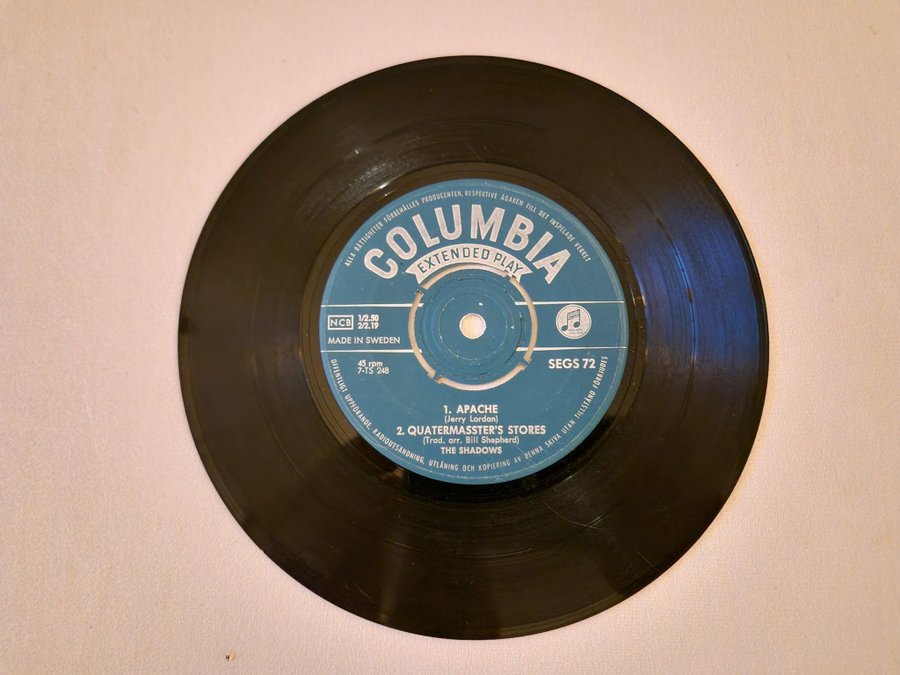 ALLA RÄTTIGHETER FÖRBEHÅLLES PRODUCENTEN, RESPEKTIVE ÄGAREN TILL DET INSPELADE VERKET
COLUMBIA
EXTENDED PLAY
NCB 1/2.50
2/2.19
MADE IN SWEDEN
45 rpm
7-TS 248
SEGS 72
1. APACHE
(Jerry Lordan)
2. QUATERMASSTER'S STORES
(Trad. arr. Bill Shepherd)
THE SHADOWS
OFFENTLIGT UPPFÖRANDE, RADIOUTSÄNDNING, UTLÅNING OCH KOPIERING AV DENNA SKIVA UTAN TILLSTÅND FÖRBJUDES